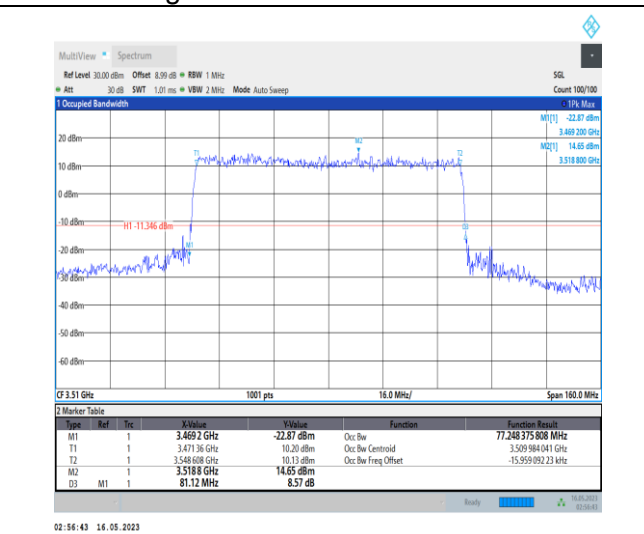 MultiView Spectrum
Ref Level 30.00 dBm Offset 8.99 dB RBW 1 MHz SGL
Att 30 dB SWT 1.01 ms VBW 2 MHz Mode Auto Sweep Count 100/100
1 Occupied Bandwidth 1Pk Max
M1[1] -22.87 dBm
3.469 200 GHz
M2[1] 14.65 dBm
3.518 800 GHz
20 dBm
M2
T1
T2
10 dBm
0 dBm
-10 dBm
H1 -11.346 dBm
D3
-20 dBm
M1
-30 dBm
-40 dBm
-50 dBm
-60 dBm
CF 3.51 GHz 1001 pts 16.0 MHz/ Span 160.0 MHz
2 Marker Table
Type Ref Trc X-Value Y-Value Function Function Result
M1 1 3.469 2 GHz -22.87 dBm Occ Bw 77.248 375 808 MHz
T1 1 3.471 36 GHz 10.20 dBm Occ Bw Centroid 3.509 984 041 GHz
T2 1 3.548 608 GHz 10.13 dBm Occ Bw Freq Offset -15.959 092 23 kHz
M2 1 3.518 8 GHz 14.65 dBm
D3 M1 1 81.12 MHz 8.57 dB
Ready 16.05.2023
02:56:43
02:56:43 16.05.2023